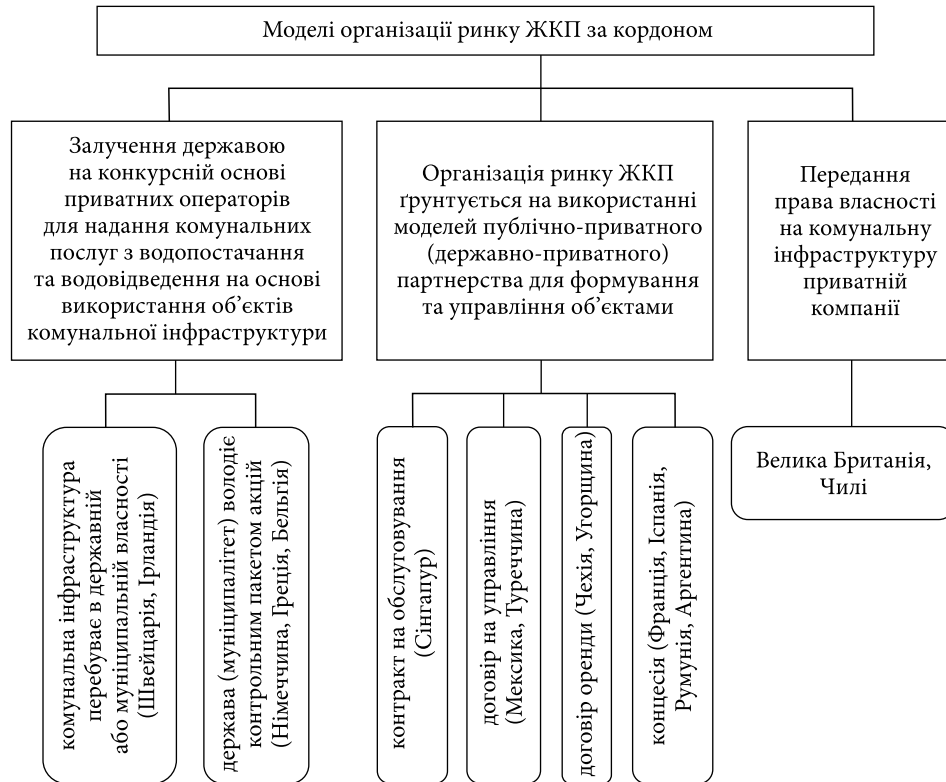 Моделі організації ринку ЖКП за кордоном
Залучення державою
на конкурсній основі
приватних операторів
для надання комунальних
послуг з водопостачання
та водовідведення на основі
використання об’єктів
комунальної інфраструктури
Організація ринку ЖКП
ґрунтується на використанні
моделей публічно-приватного
(державно-приватного)
партнерства для формування
та управління об’єктами
Передання
права власності
на комунальну
інфраструктуру
приватній
компанії
комунальна інфраструктура
перебуває в державній
або муніципальній власності
(Швейцарія, Ірландія)
держава (муніципалітет) володіє
контрольним пакетом акцій
(Німеччина, Греція, Бельгія)
контракт на обслуговування
(Сінгапур)
договір на управління
(Мексика, Туреччина)
договір оренди (Чехія, Угорщина)
концесія (Франція, Іспанія,
Румунія, Аргентина)
Велика Британія,
Чилі